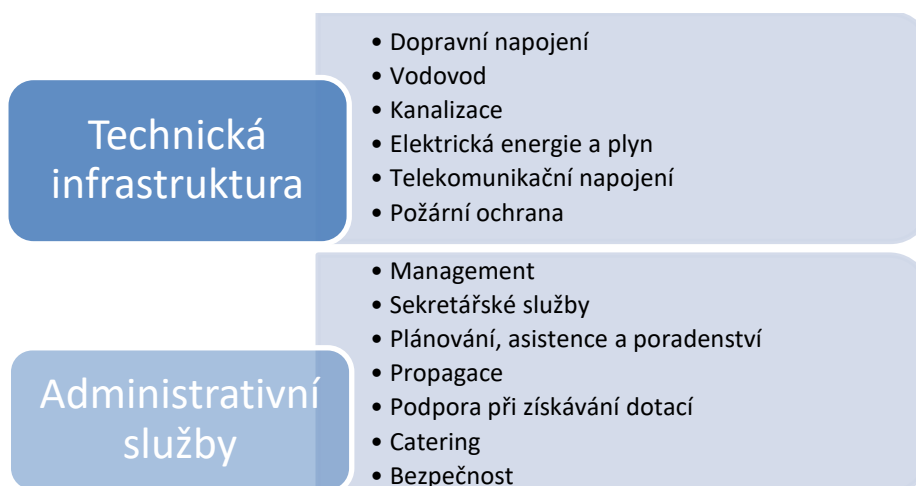 Technická
infrastruktura
• Dopravní napojení
• Vodovod
• Kanalizace
• Elektrická energie a plyn
• Telekomunikační napojení
• Požární ochrana
Administrativní
služby
• Management
• Sekretářské služby
• Plánování, asistence a poradenství
• Propagace
• Podpora při získávání dotací
• Catering
• Bezpečnost